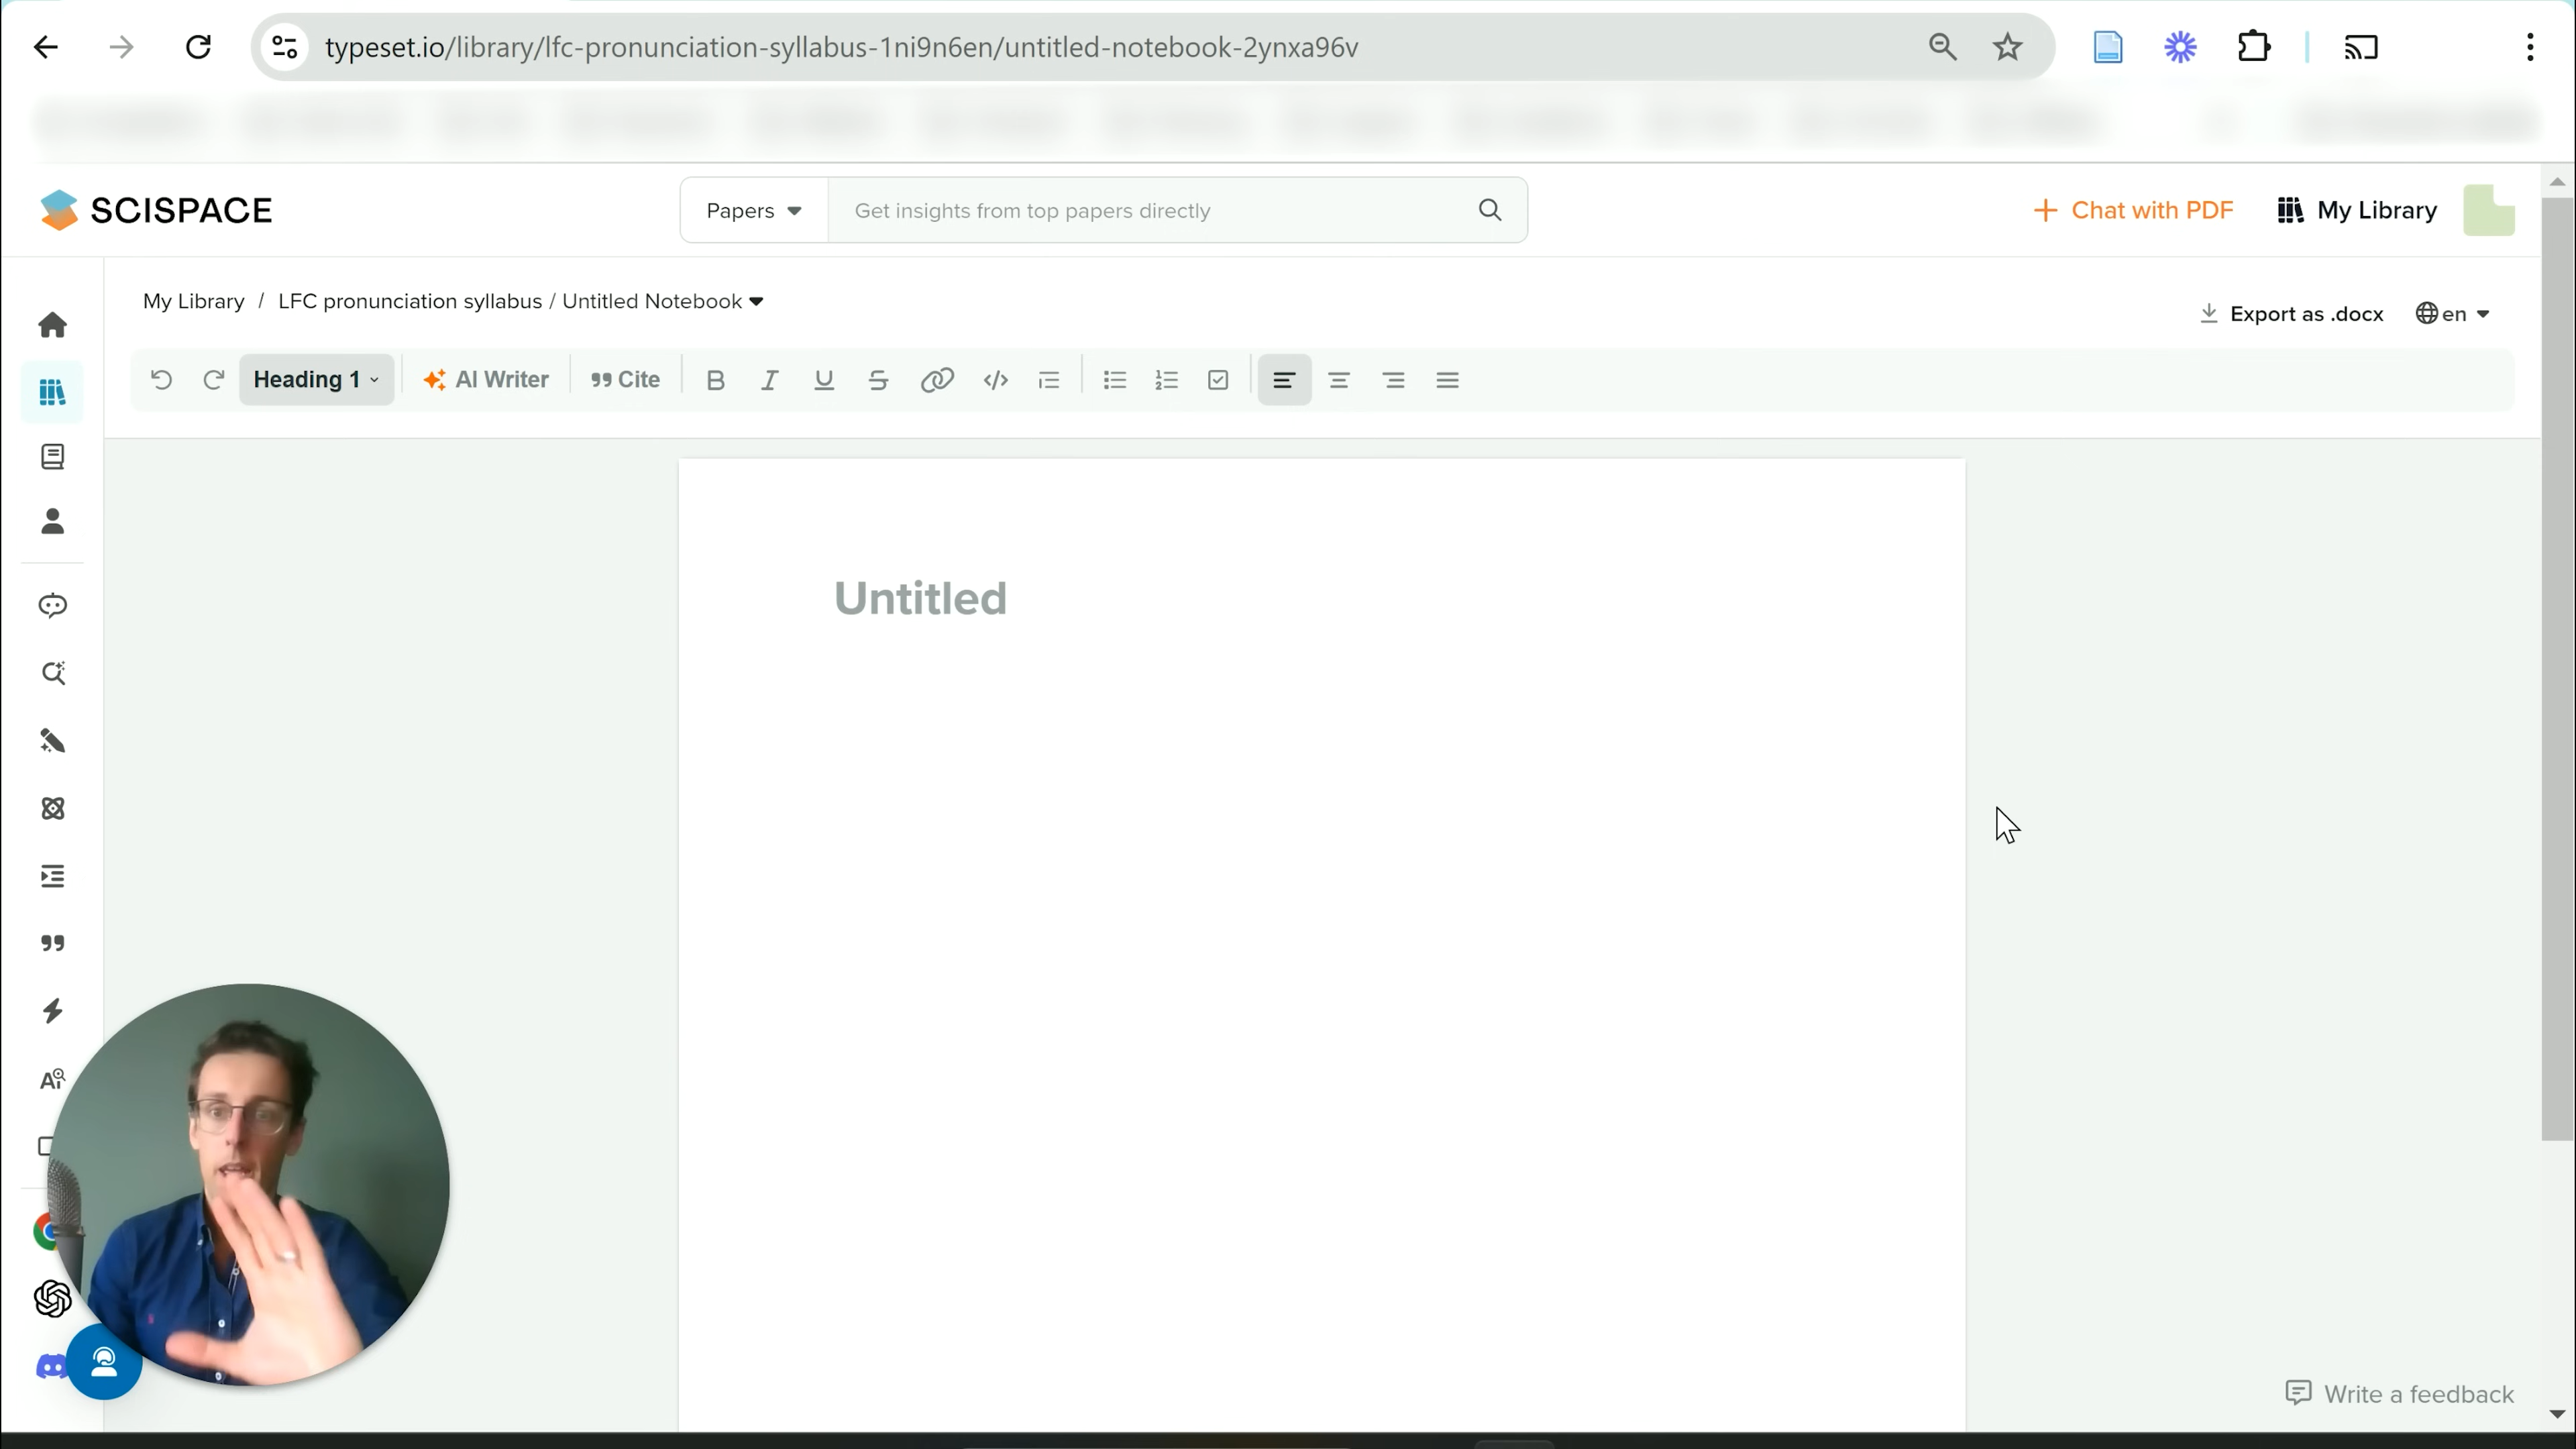 typeset.io/library/lfc-pronunciation-syllabus-1ni9n6en/untitled-notebook-2ynxa96v
SCISPACE
Papers
Get insights from top papers directly
Chat with PDF
My Library
My Library / LFC pronunciation syllabus / Untitled Notebook
Export as .docx
en
Heading 1
AI Writer
Cite
Untitled
Write a feedback